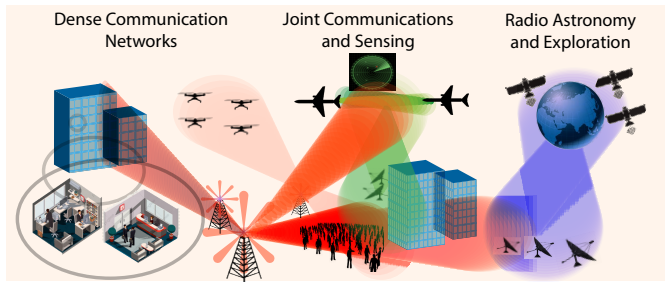 Dense Communication
Networks
Joint Communications
and Sensing
Radio Astronomy
and Exploration